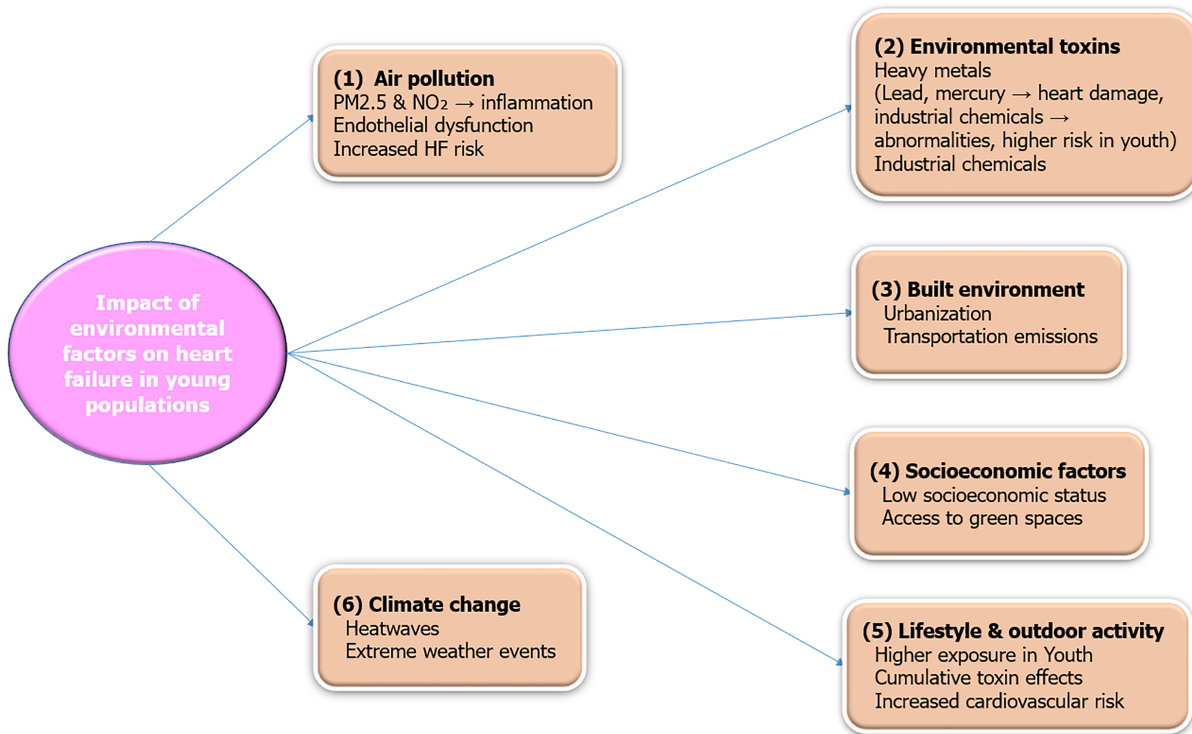 Impact of
environmental
factors on heart
failure in young
populations
(1) Air pollution
PM2.5 & NO₂ → inflammation
Endothelial dysfunction
Increased HF risk
(2) Environmental toxins
Heavy metals
(Lead, mercury → heart damage,
industrial chemicals →
abnormalities, higher risk in youth)
Industrial chemicals
(3) Built environment
Urbanization
Transportation emissions
(4) Socioeconomic factors
Low socioeconomic status
Access to green spaces
(5) Lifestyle & outdoor activity
Higher exposure in Youth
Cumulative toxin effects
Increased cardiovascular risk
(6) Climate change
Heatwaves
Extreme weather events